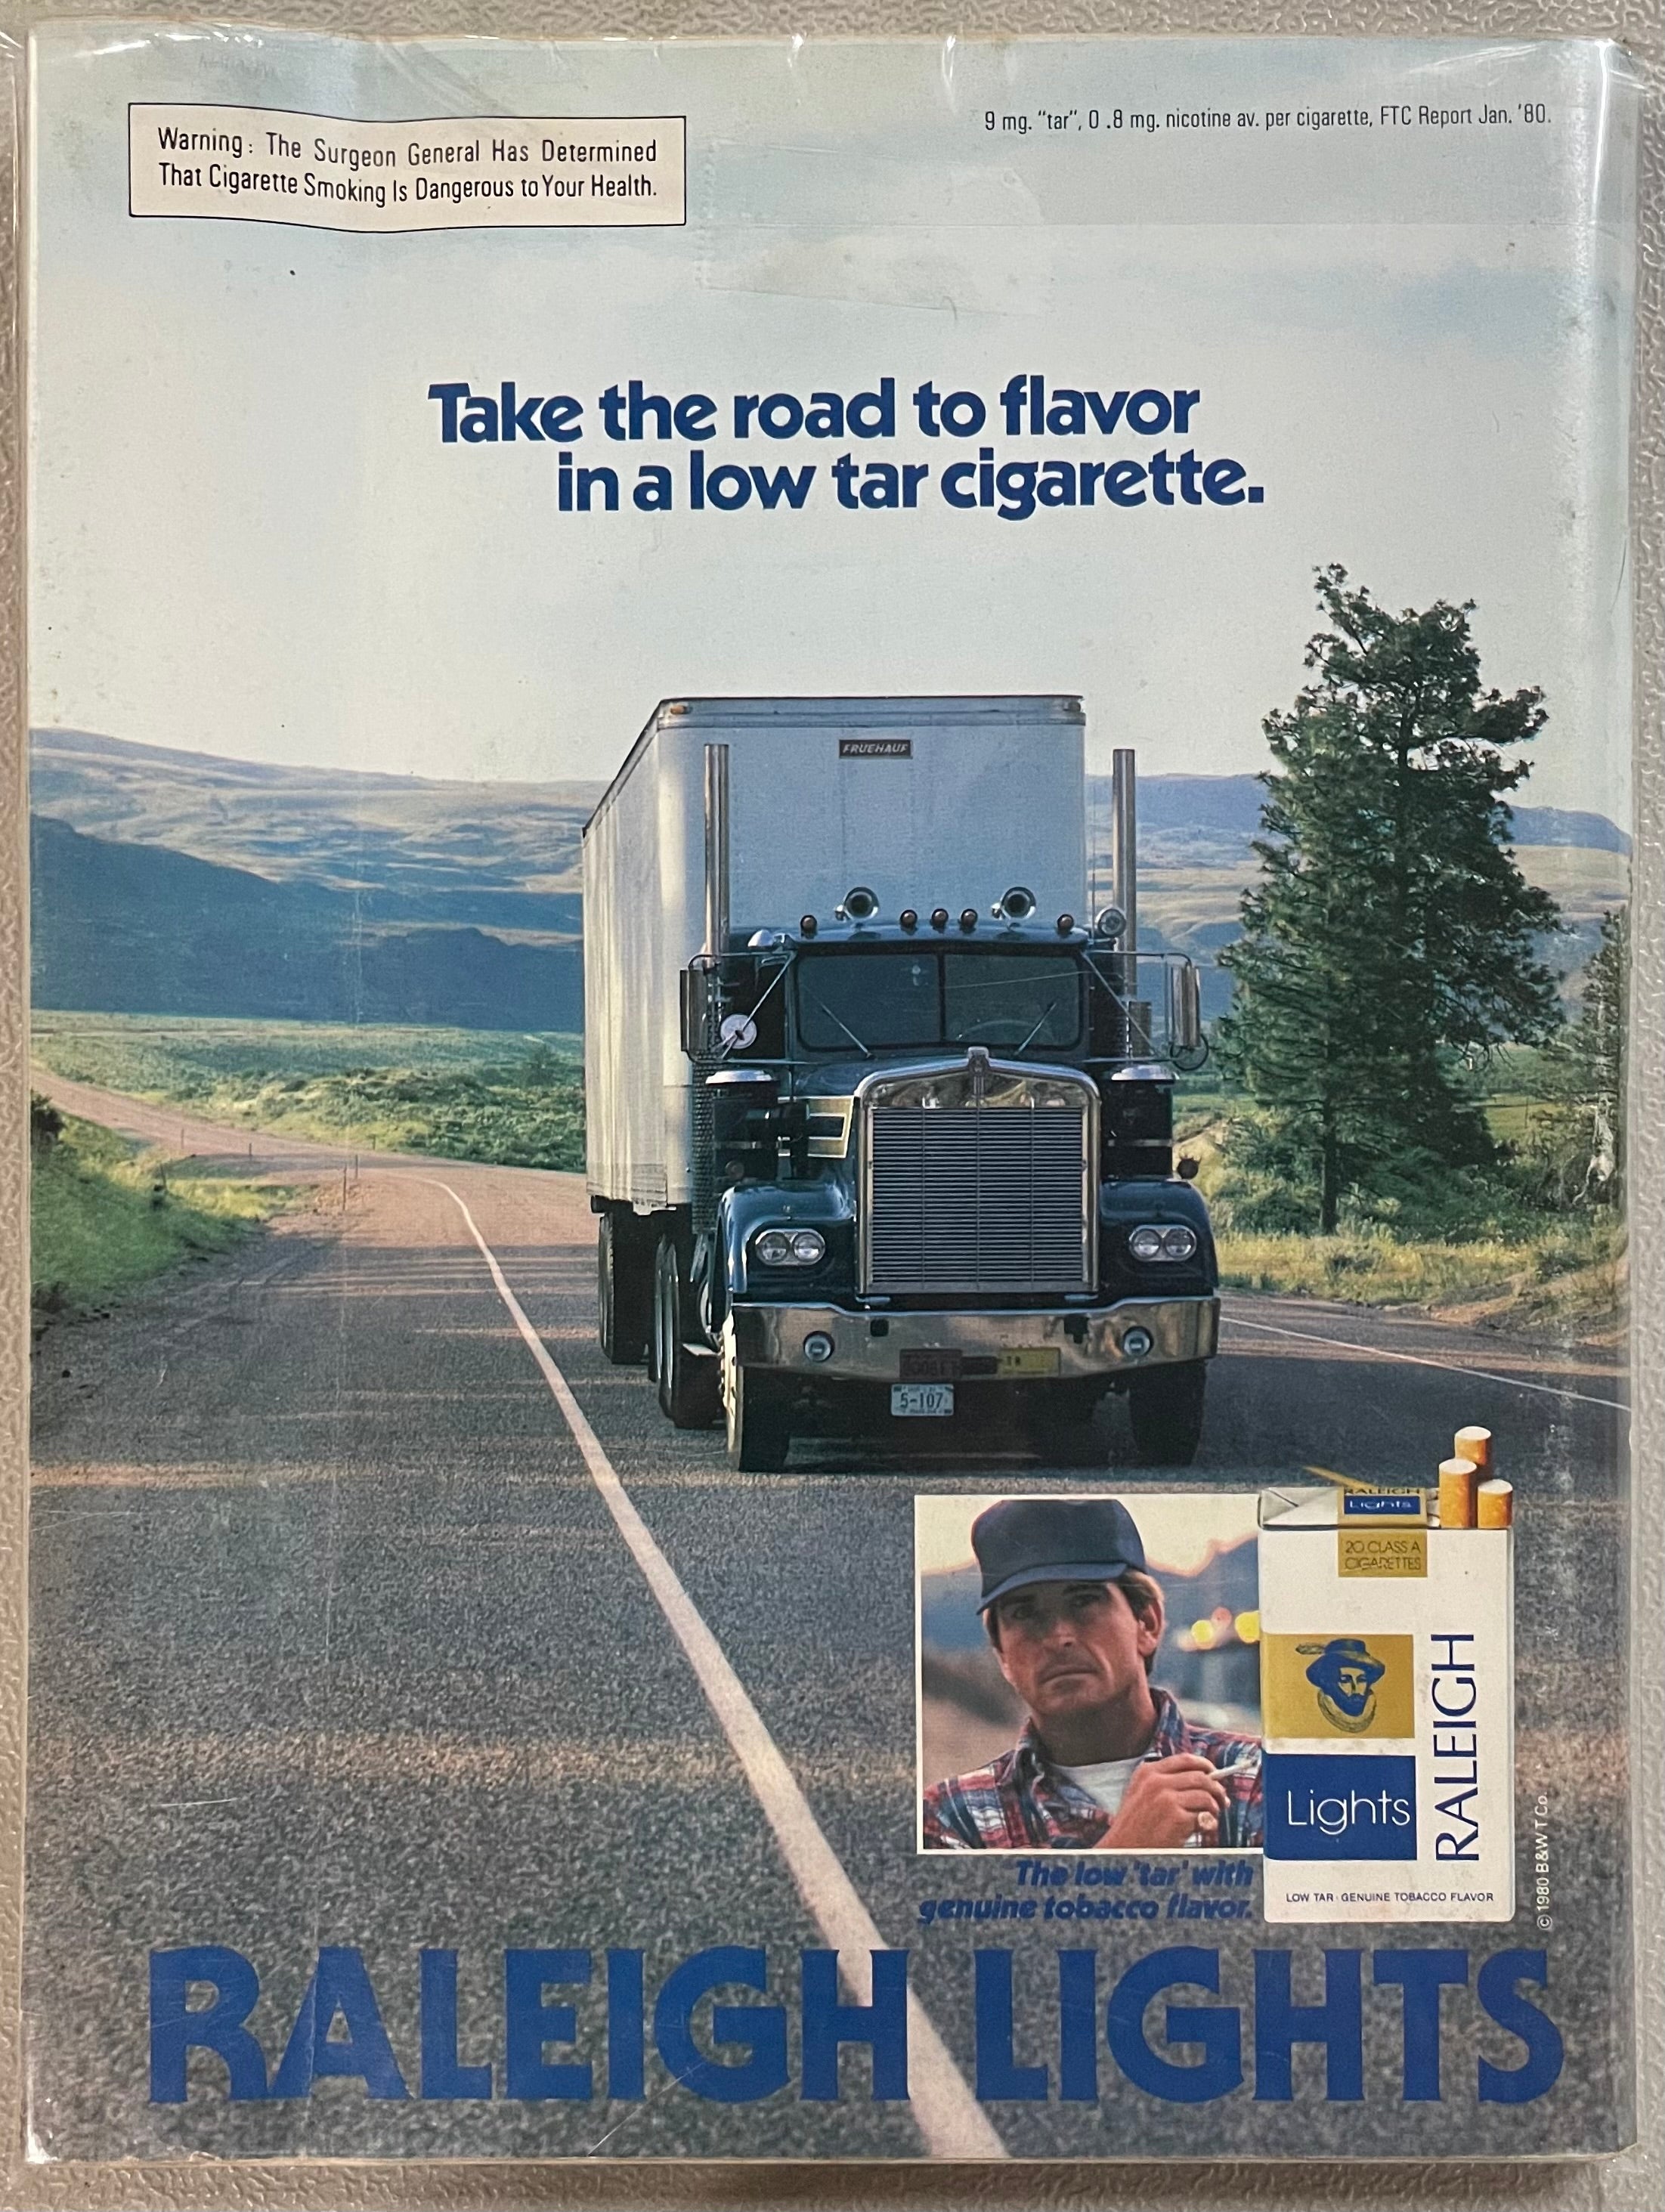 Warning: The Surgeon General Has Determined
That Cigarette Smoking Is Dangerous to Your Health.
9 mg. "tar", 0.8 mg. nicotine av. per cigarette, FTC Report Jan. '80.
Take the road to flavor
in a low tar cigarette.
FRUEHAUF
5-107
RALEIGH
Lights
20 CLASS A
CIGARETTES
RALEIGH
Lights
LOW TAR · GENUINE TOBACCO FLAVOR
The low 'tar' with
genuine tobacco flavor.
© 1980 B&W T Co.
RALEIGH LIGHTS